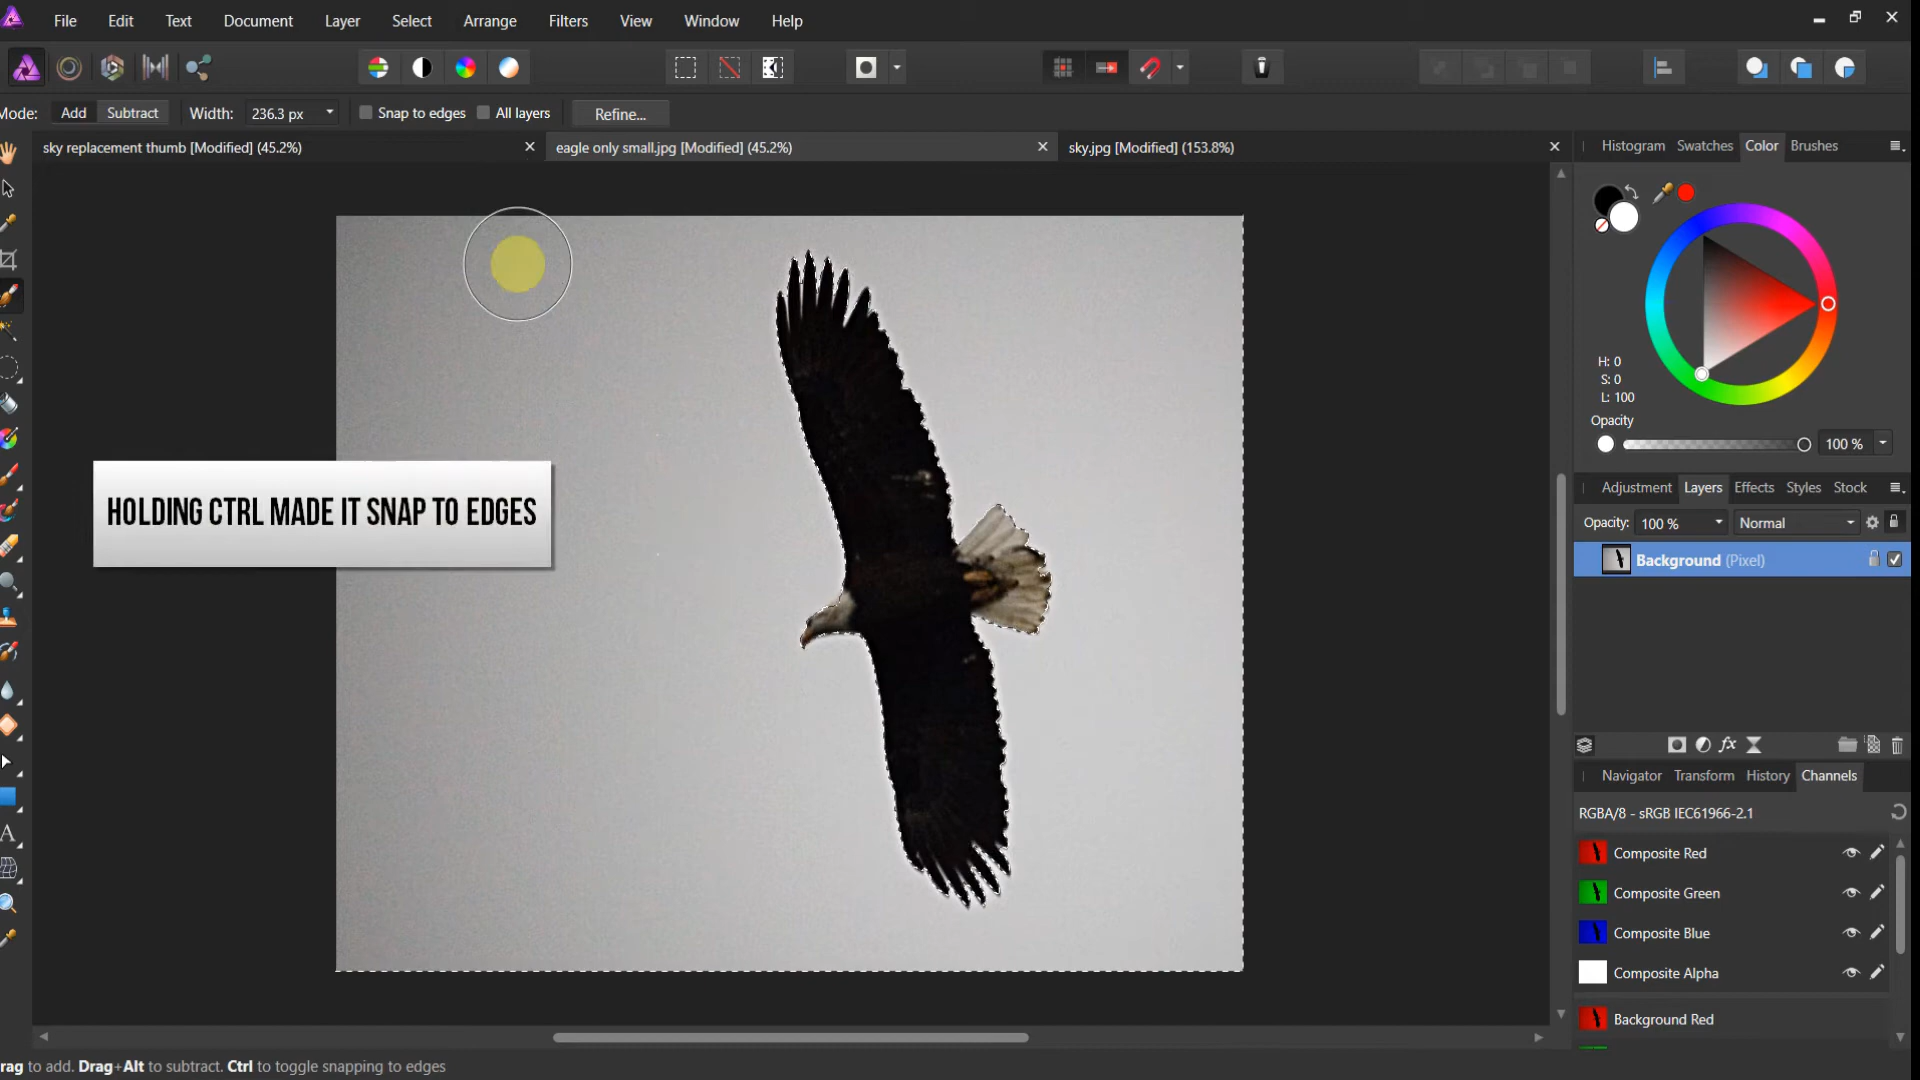 File Edit Text Document Layer Select Arrange Filters View Window Help
Mode: Add Subtract Width: 236.3 px Snap to edges All layers Refine...
sky replacement thumb [Modified] (45.2%) eagle only small.jpg [Modified] (45.2%) sky.jpg [Modified] (153.8%)
Histogram Swatches Color Brushes
H: 0
S: 0
L: 100
Opacity
100 %
HOLDING CTRL MADE IT SNAP TO EDGES
Adjustment Layers Effects Styles Stock
Opacity: 100 % Normal
Background (Pixel)
fx
Navigator Transform History Channels
RGBA/8 - sRGB IEC61966-2.1
Composite Red
Composite Green
Composite Blue
Composite Alpha
Background Red
rag to add. Drag+Alt to subtract. Ctrl to toggle snapping to edges